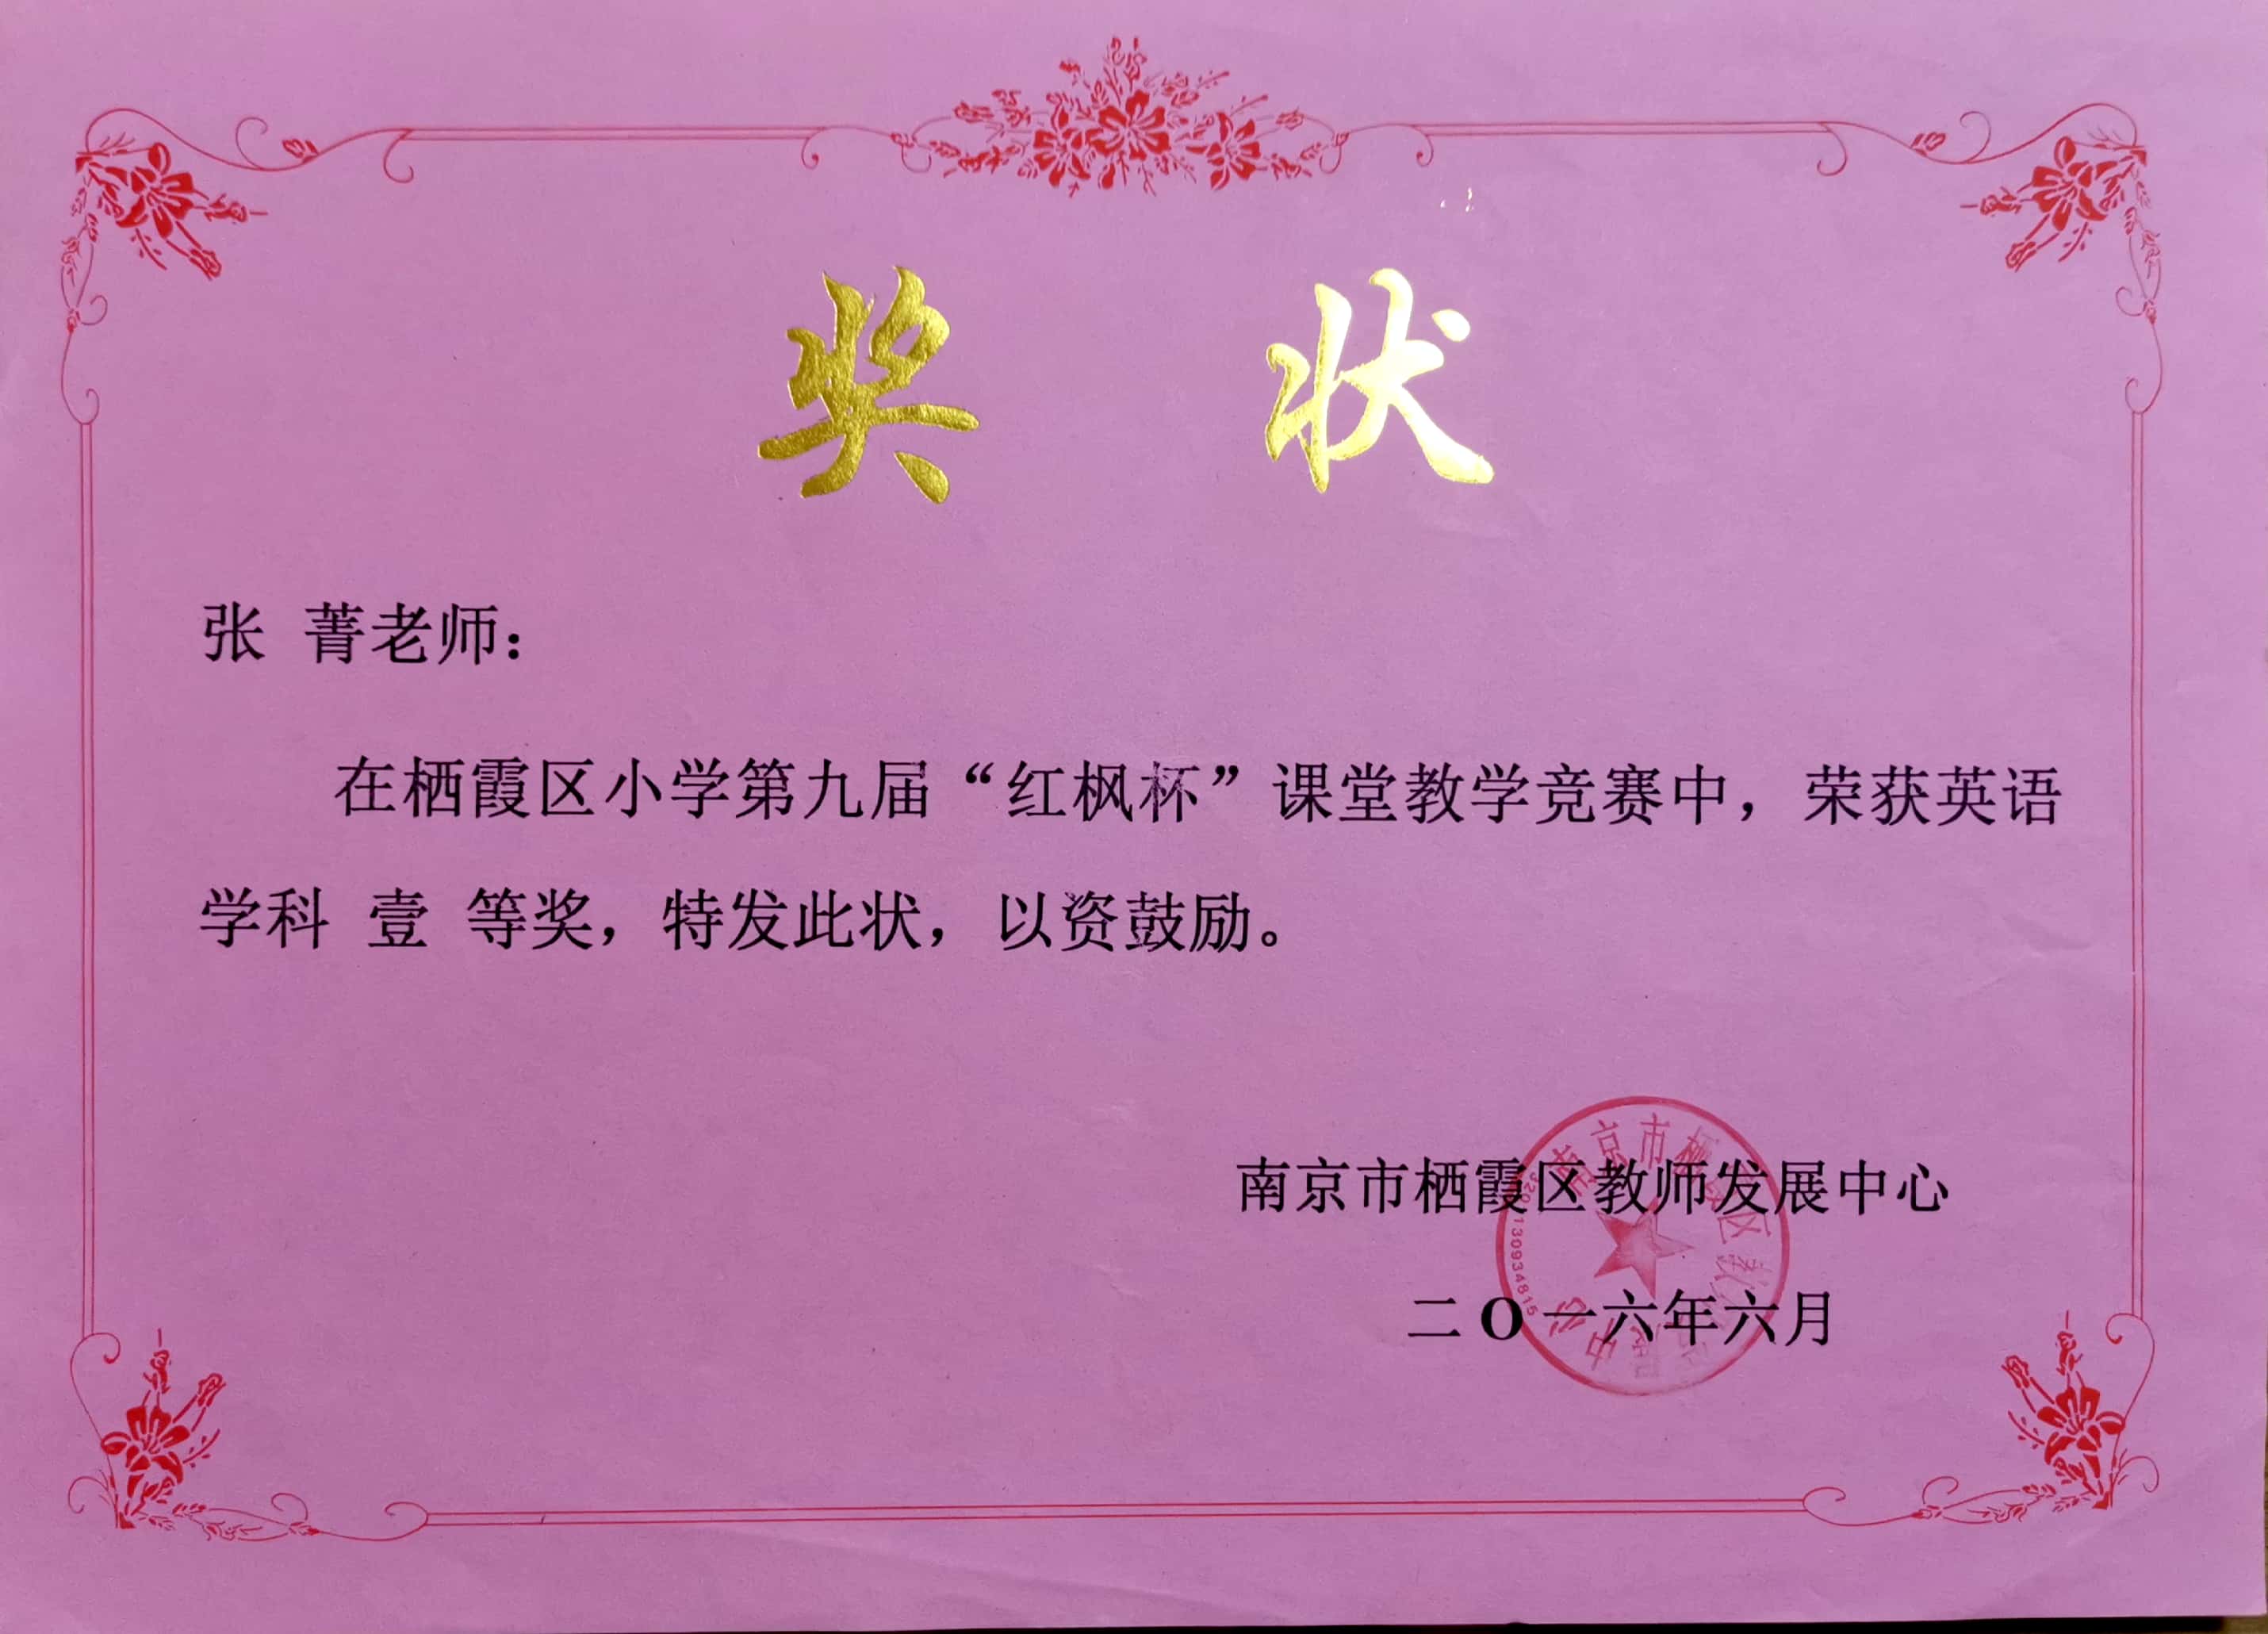 奖 状
张 菁老师：
在栖霞区小学第九届“红枫杯”课堂教学竞赛中，荣获英语
学科 壹 等奖，特发此状，以资鼓励。
南京市栖霞区教师发展中心
二O一六年六月